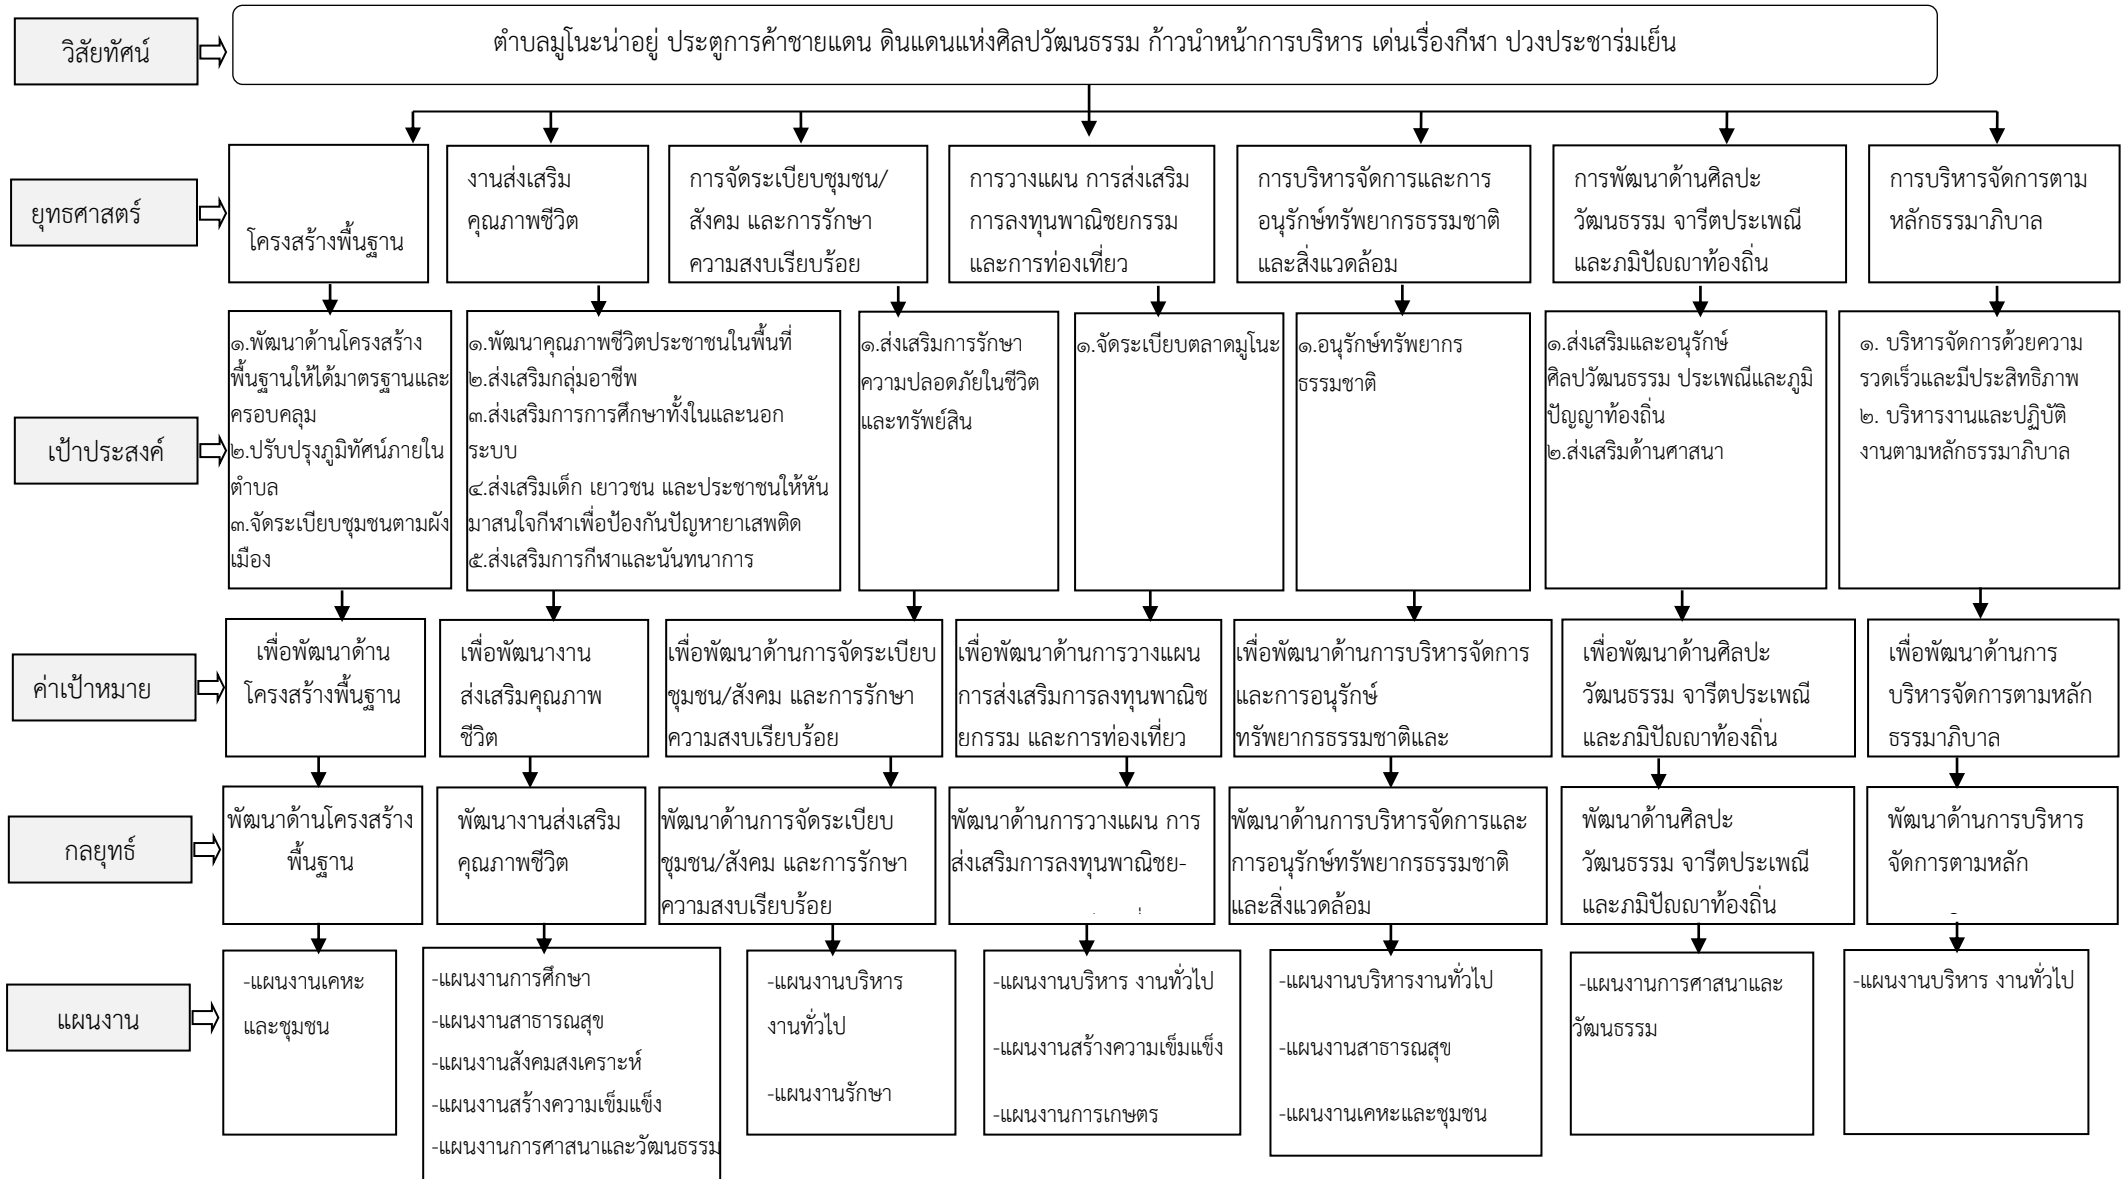 วิสัยทัศน์
ตำบลมูโนะน่าอยู่ ประตูการค้าชายแดน ดินแดนแห่งศิลปวัฒนธรรม ก้าวนำหน้าการบริหาร เด่นเรื่องกีฬา ปวงประชาร่มเย็น
ยุทธศาสตร์
โครงสร้างพื้นฐาน
งานส่งเสริม
คุณภาพชีวิต
การจัดระเบียบชุมชน/
สังคม และการรักษา
ความสงบเรียบร้อย
การวางแผน การส่งเสริม
การลงทุนพาณิชยกรรม
และการท่องเที่ยว
การบริหารจัดการและการ
อนุรักษ์ทรัพยากรธรรมชาติ
และสิ่งแวดล้อม
การพัฒนาด้านศิลปะ
วัฒนธรรม จารีตประเพณี
และภูมิปัญญาท้องถิ่น
การบริหารจัดการตาม
หลักธรรมาภิบาล
เป้าประสงค์
๑.พัฒนาด้านโครงสร้าง
พื้นฐานให้ได้มาตรฐานและ
ครอบคลุม
๒.ปรับปรุงภูมิทัศน์ภายใน
ตำบล
๓.จัดระเบียบชุมชนตามผัง
เมือง
๑.พัฒนาคุณภาพชีวิตประชาชนในพื้นที่
๒.ส่งเสริมกลุ่มอาชีพ
๓.ส่งเสริมการการศึกษาทั้งในและนอก
ระบบ
๔.ส่งเสริมเด็ก เยาวชน และประชาชนให้หัน
มาสนใจกีฬาเพื่อป้องกันปัญหายาเสพติด
๕.ส่งเสริมการกีฬาและนันทนาการ
๑.ส่งเสริมการรักษา
ความปลอดภัยในชีวิต
และทรัพย์สิน
๑.จัดระเบียบตลาดมูโนะ
๑.อนุรักษ์ทรัพยากร
ธรรมชาติ
๑.ส่งเสริมและอนุรักษ์
ศิลปวัฒนธรรม ประเพณีและภูมิ
ปัญญาท้องถิ่น
๒.ส่งเสริมด้านศาสนา
๑. บริหารจัดการด้วยความ
รวดเร็วและมีประสิทธิภาพ
๒. บริหารงานและปฏิบัติ
งานตามหลักธรรมาภิบาล
ค่าเป้าหมาย
เพื่อพัฒนาด้าน
โครงสร้างพื้นฐาน
เพื่อพัฒนางาน
ส่งเสริมคุณภาพ
ชีวิต
เพื่อพัฒนาด้านการจัดระเบียบ
ชุมชน/สังคม และการรักษา
ความสงบเรียบร้อย
เพื่อพัฒนาด้านการวางแผน
การส่งเสริมการลงทุนพาณิช
ยกรรม และการท่องเที่ยว
เพื่อพัฒนาด้านการบริหารจัดการ
และการอนุรักษ์
ทรัพยากรธรรมชาติและ
เพื่อพัฒนาด้านศิลปะ
วัฒนธรรม จารีตประเพณี
และภูมิปัญญาท้องถิ่น
เพื่อพัฒนาด้านการ
บริหารจัดการตามหลัก
ธรรมาภิบาล
กลยุทธ์
พัฒนาด้านโครงสร้าง
พื้นฐาน
พัฒนางานส่งเสริม
คุณภาพชีวิต
พัฒนาด้านการจัดระเบียบ
ชุมชน/สังคม และการรักษา
ความสงบเรียบร้อย
พัฒนาด้านการวางแผน การ
ส่งเสริมการลงทุนพาณิชย-
พัฒนาด้านการบริหารจัดการและ
การอนุรักษ์ทรัพยากรธรรมชาติ
และสิ่งแวดล้อม
พัฒนาด้านศิลปะ
วัฒนธรรม จารีตประเพณี
และภูมิปัญญาท้องถิ่น
พัฒนาด้านการบริหาร
จัดการตามหลัก
แผนงาน
-แผนงานเคหะ
และชุมชน
-แผนงานการศึกษา
-แผนงานสาธารณสุข
-แผนงานสังคมสงเคราะห์
-แผนงานสร้างความเข็มแข็ง
-แผนงานการศาสนาและวัฒนธรรม
-แผนงานบริหาร
งานทั่วไป
-แผนงานรักษา
-แผนงานบริหาร งานทั่วไป
-แผนงานสร้างความเข็มแข็ง
-แผนงานการเกษตร
-แผนงานบริหารงานทั่วไป
-แผนงานสาธารณสุข
-แผนงานเคหะและชุมชน
-แผนงานการศาสนาและ
วัฒนธรรม
-แผนงานบริหาร งานทั่วไป